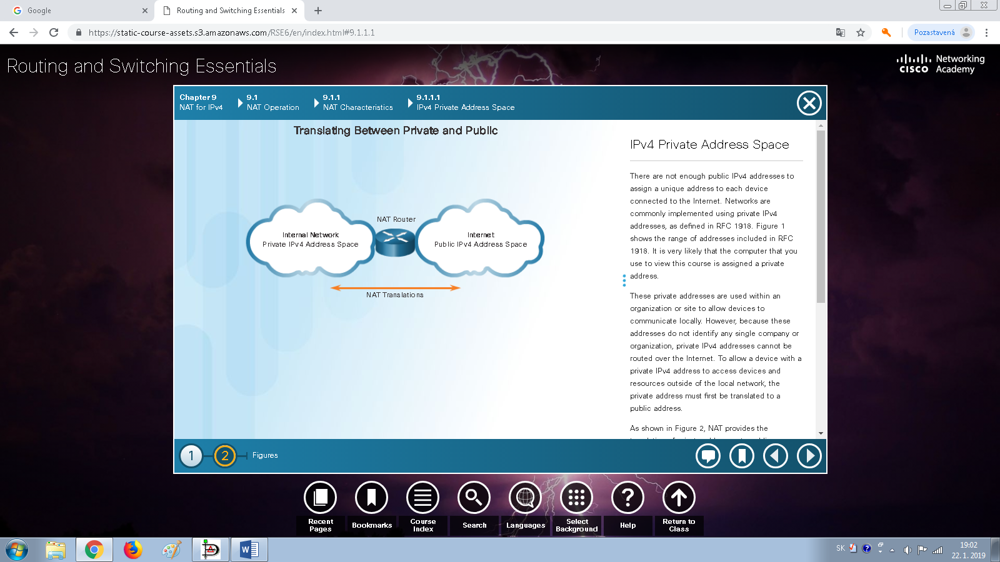 Google
Routing and Switching Essentials
https://static-course-assets.s3.amazonaws.com/RSE6/en/index.html#9.1.1.1
Pozastavená
Routing and Switching Essentials
CISCO Networking Academy
Chapter 9
NAT for IPv4
9.1
NAT Operation
9.1.1
NAT Characteristics
9.1.1.1
IPv4 Private Address Space
Translating Between Private and Public
NAT Router
Internal Network
Private IPv4 Address Space
Internet
Public IPv4 Address Space
NAT Translations
IPv4 Private Address Space
There are not enough public IPv4 addresses to
assign a unique address to each device
connected to the Internet. Networks are
commonly implemented using private IPv4
addresses, as defined in RFC 1918. Figure 1
shows the range of addresses included in RFC
1918. It is very likely that the computer that you
use to view this course is assigned a private
address.
These private addresses are used within an
organization or site to allow devices to
communicate locally. However, because these
addresses do not identify any single company or
organization, private IPv4 addresses cannot be
routed over the Internet. To allow a device with a
private IPv4 address to access devices and
resources outside of the local network, the
private address must first be translated to a
public address.
As shown in Figure 2, NAT provides the
1
2
Figures
Recent
Pages
Bookmarks
Course
Index
Search
Languages
Select
Background
Help
Return to
Class
SK
19:02
22. 1. 2019